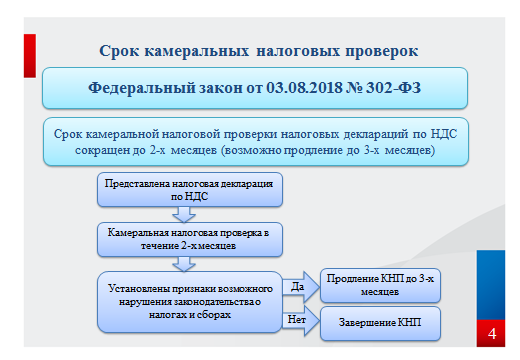 Срок камеральных налоговых проверок
Федеральный закон от 03.08.2018 № 302-ФЗ
Срок камеральной налоговой проверки налоговых деклараций по НДС
сокращен до 2-х месяцев (возможно продление до 3-х месяцев)
Представлена налоговая декларация
по НДС
Камеральная налоговая проверка в
течение 2-х месяцев
Установлены признаки возможного
нарушения законодательства о
налогах и сборах
Да
Продление КНП до 3-х
месяцев
Нет
Завершение КНП
4